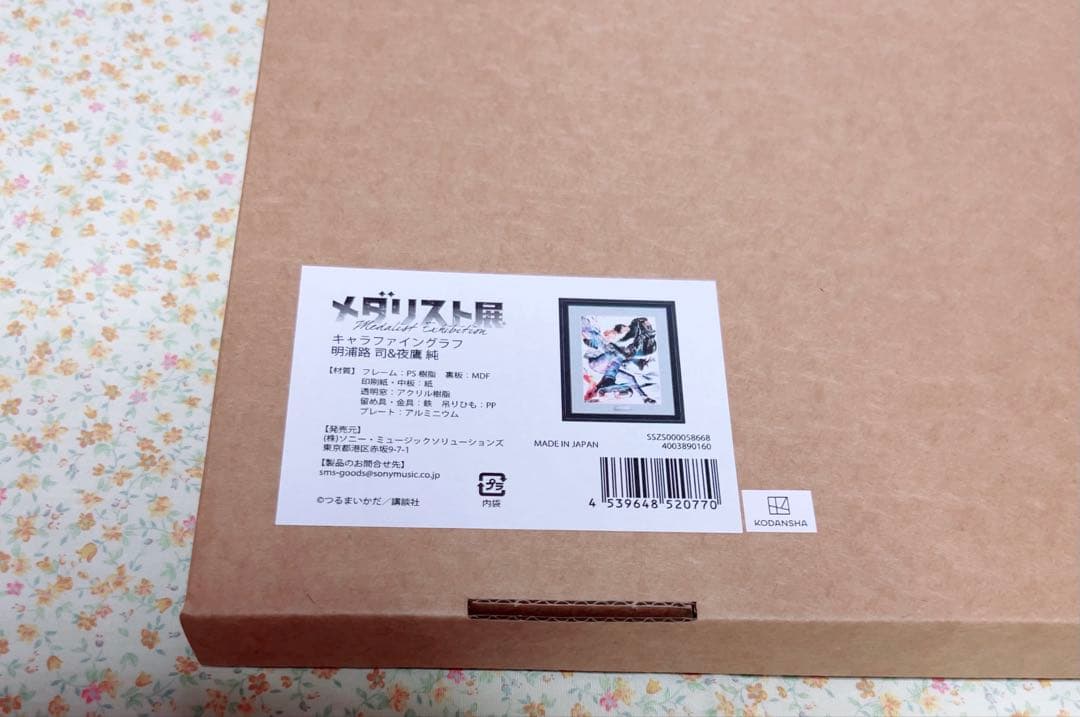 メダリスト展
Medalist Exhibition
キャラファイングラフ
明浦路 司&夜鷹 純
【材質】フレーム：PS 樹脂 裏板：MDF
印刷紙・中板：紙
透明窓：アクリル樹脂
留め具・金具：鉄 吊りひも：PP
プレート：アルミニウム
【発売元】
(株)ソニー・ミュージックソリューションズ
東京都港区赤坂9-7-1
【製品のお問合せ先】
sms-goods@sonymusic.co.jp
©つるまいかだ／講談社
プラ
内袋
MADE IN JAPAN
SSZS000058668
4003890160
4 539648 520770
KODANSHA